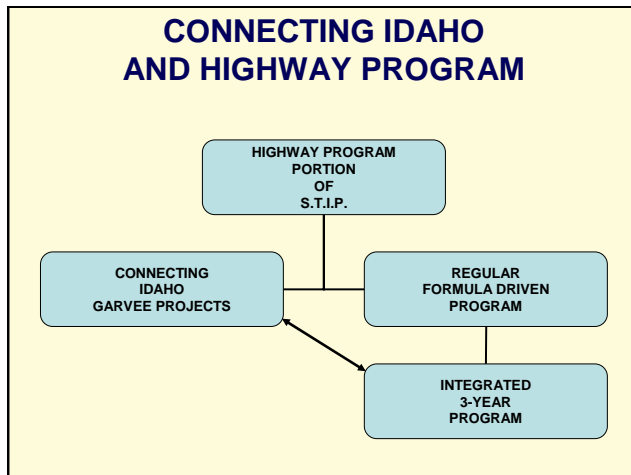 CONNECTING IDAHO
AND HIGHWAY PROGRAM
HIGHWAY PROGRAM
PORTION
OF
S.T.I.P.
CONNECTING
IDAHO
GARVEE PROJECTS
REGULAR
FORMULA DRIVEN
PROGRAM
INTEGRATED
3-YEAR
PROGRAM